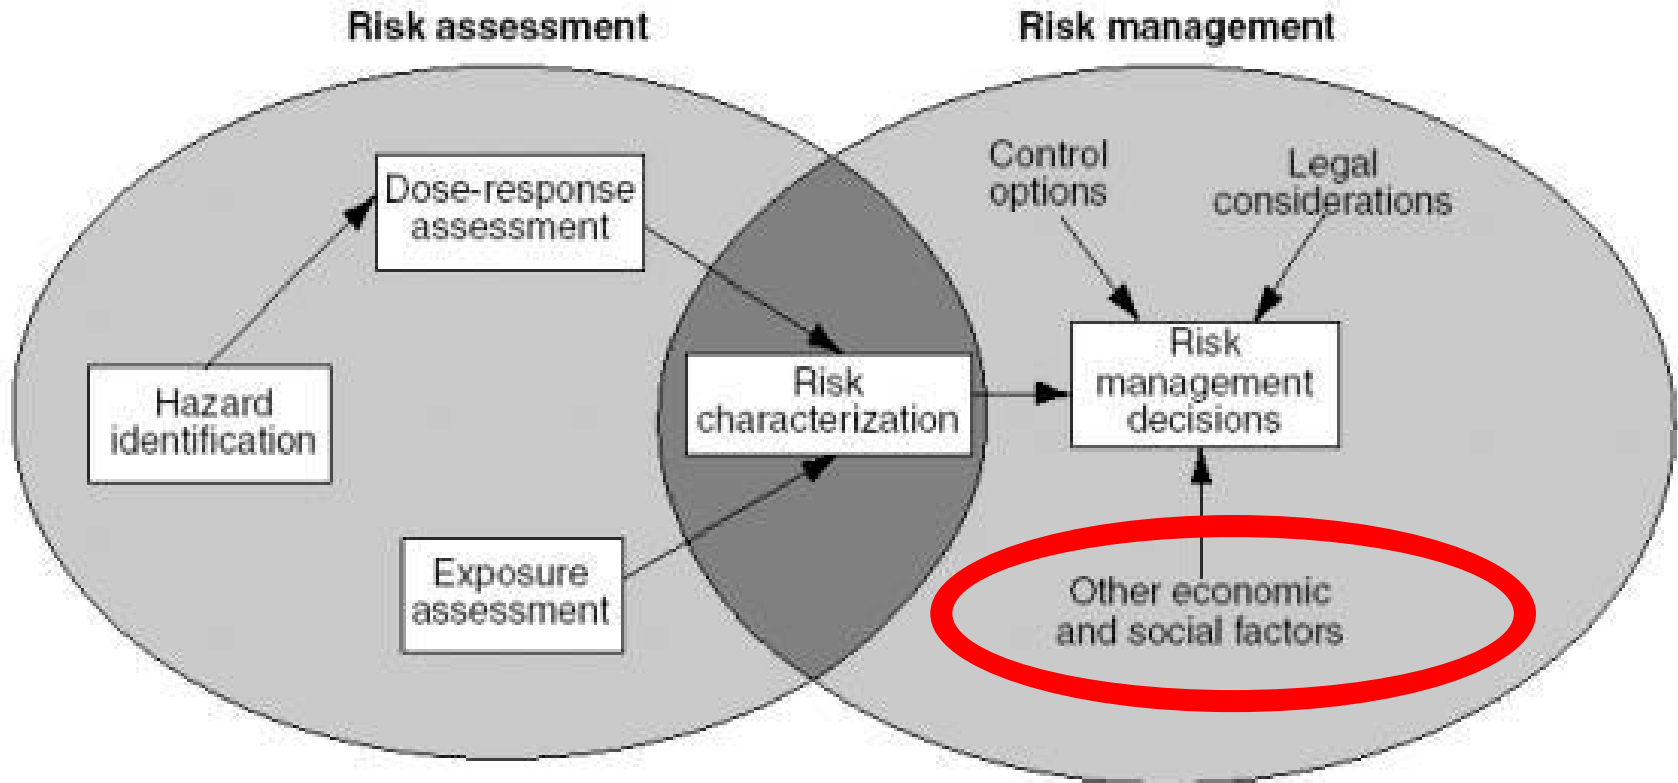 Risk assessment
Risk management
Dose-response
assessment
Control
options
Legal
considerations
Hazard
identification
Risk
characterization
Risk
management
decisions
Exposure
assessment
Other economic
and social factors